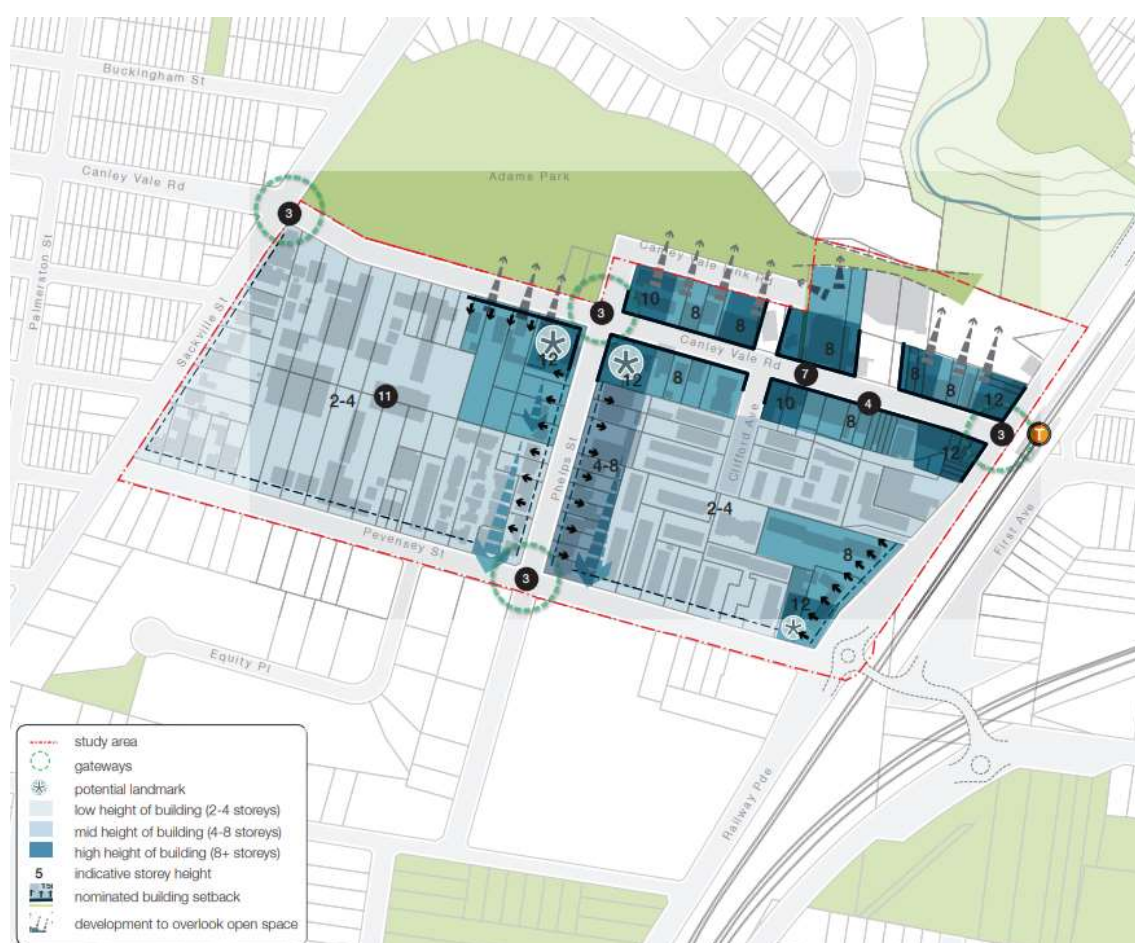 Buckingham St
Canley Vale Rd
Palmerston St
Sackville St
Adams Park
3
3
Canley Vale Link Rd
10
8
8
8
8
8
12
12
12
8
Canley Vale Rd
7
4
3
T
10
8
12
2-4
11
Phelps St
4-8
Clifford Ave
2-4
8
12
First Ave
Pevensey St
3
Equity Pl
Railway Pde
study area
gateways
potential landmark
low height of building (2-4 storeys)
mid height of building (4-8 storeys)
high height of building (8+ storeys)
5 indicative storey height
nominated building setback
development to overlook open space